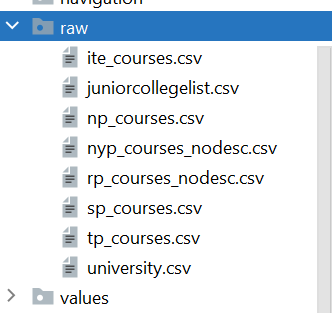 navigation
raw
ite_courses.csv
juniorcollegelist.csv
np_courses.csv
nyp_courses_nodesc.csv
rp_courses_nodesc.csv
sp_courses.csv
tp_courses.csv
university.csv
values